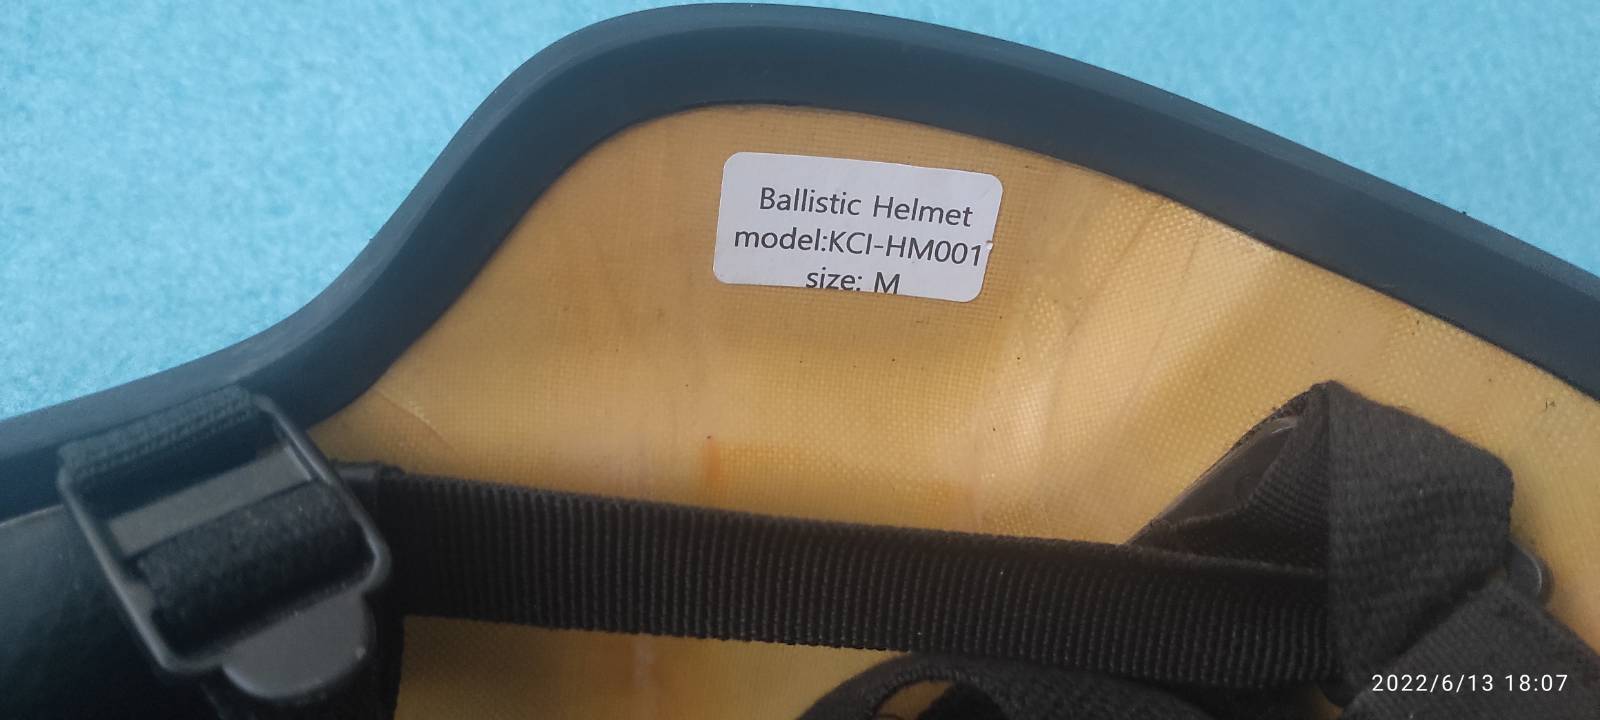 Ballistic Helmet
model:KCI-HM001
size: M
2022/6/13 18:07